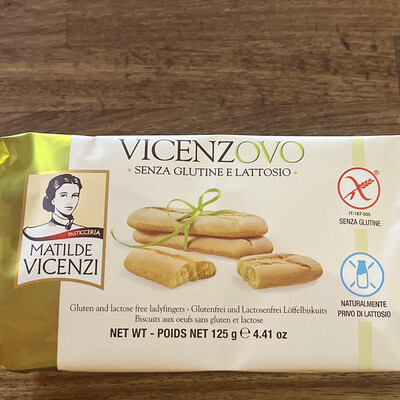 VICENZOVO
• SENZA GLUTINE E LATTOSIO •
PASTICCERIA
MATILDE
VICENZI
IT-187-005
SENZA GLUTINE
NATURALMENTE
PRIVO DI LATTOSIO
Gluten and lactose free ladyfingers - Glutenfrei und Lactosenfrei Löffelbiskuits
Biscuits aux oeufs sans gluten et lactose
NET WT - POIDS NET 125 g ℮ 4.41 oz